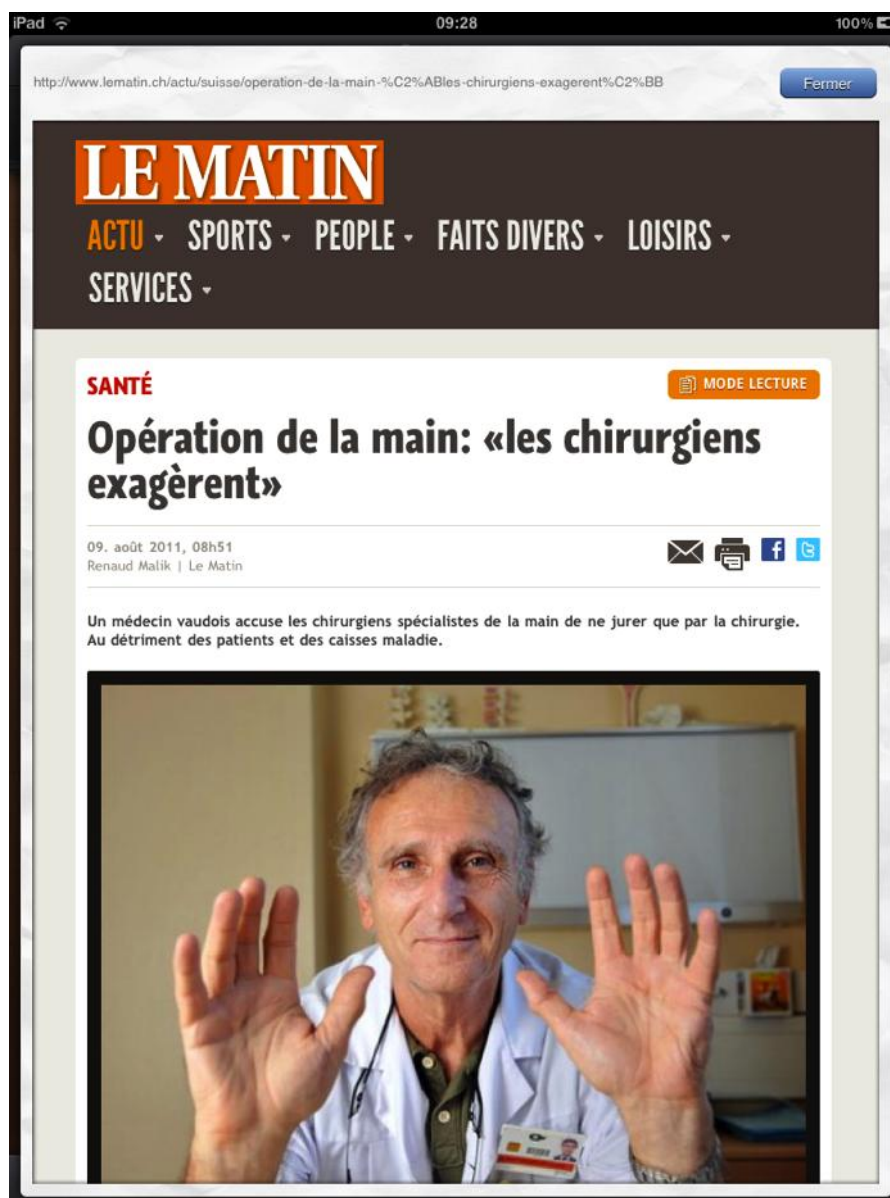 iPad 09:28 100%
http://www.lematin.ch/actu/suisse/operation-de-la-main-%C2%ABles-chirurgiens-exagerent%C2%BB Fermer
LE MATIN
ACTU SPORTS PEOPLE FAITS DIVERS LOISIRS
SERVICES
SANTÉ MODE LECTURE
Opération de la main: «les chirurgiens
exagèrent»
09. août 2011, 08h51
Renaud Malik | Le Matin
Un médecin vaudois accuse les chirurgiens spécialistes de la main de ne jurer que par la chirurgie.
Au détriment des patients et des caisses maladie.